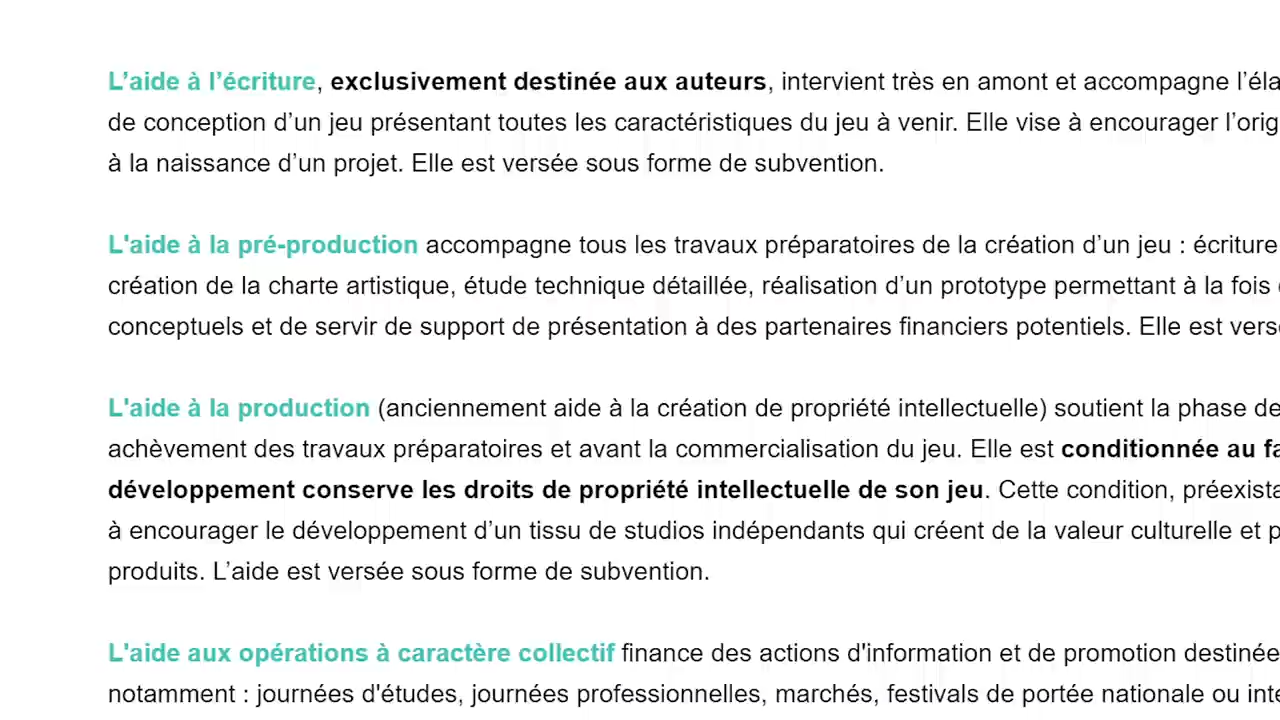 L’aide à l’écriture, exclusivement destinée aux auteurs, intervient très en amont et accompagne l’éla
de conception d’un jeu présentant toutes les caractéristiques du jeu à venir. Elle vise à encourager l’orig
à la naissance d’un projet. Elle est versée sous forme de subvention.
L'aide à la pré-production accompagne tous les travaux préparatoires de la création d’un jeu : écriture
création de la charte artistique, étude technique détaillée, réalisation d’un prototype permettant à la fois
conceptuels et de servir de support de présentation à des partenaires financiers potentiels. Elle est vers
L'aide à la production (anciennement aide à la création de propriété intellectuelle) soutient la phase de
achèvement des travaux préparatoires et avant la commercialisation du jeu. Elle est conditionnée au fa
développement conserve les droits de propriété intellectuelle de son jeu. Cette condition, préexista
à encourager le développement d’un tissu de studios indépendants qui créent de la valeur culturelle et p
produits. L’aide est versée sous forme de subvention.
L'aide aux opérations à caractère collectif finance des actions d'information et de promotion destinée
notamment : journées d'études, journées professionnelles, marchés, festivals de portée nationale ou inte